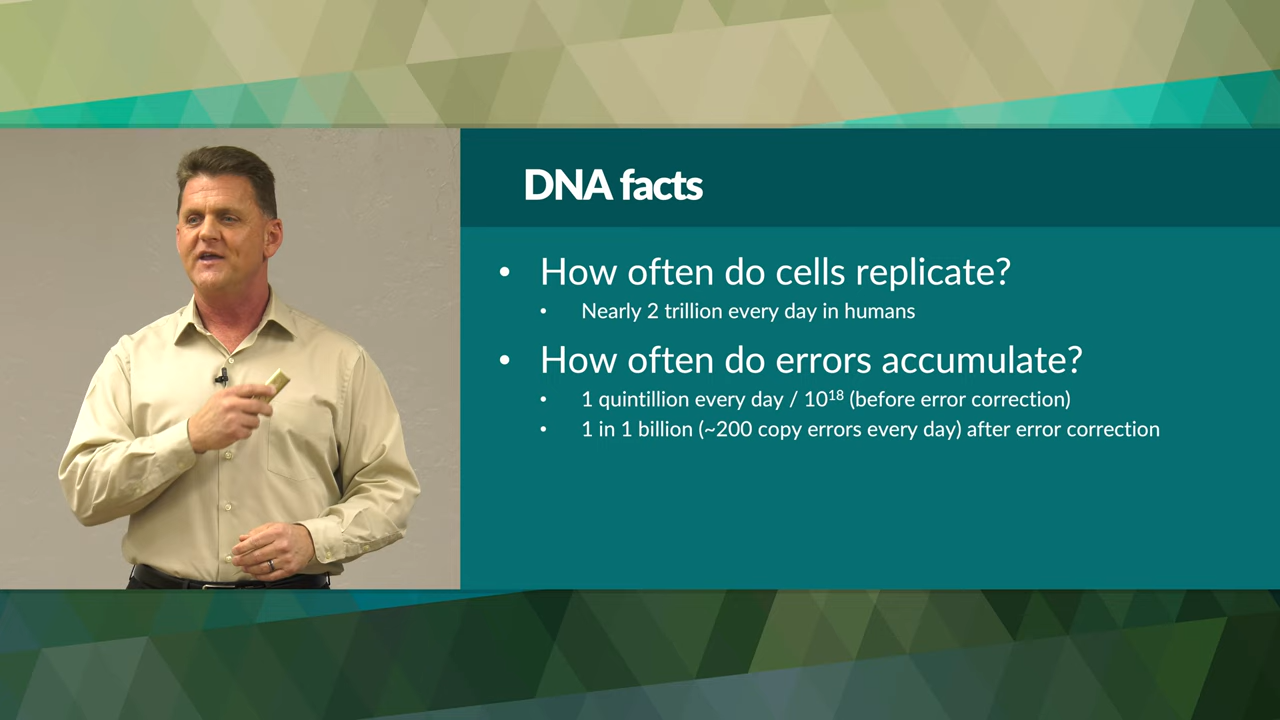 DNA facts
• How often do cells replicate?
• Nearly 2 trillion every day in humans
• How often do errors accumulate?
• 1 quintillion every day / 10¹⁸ (before error correction)
• 1 in 1 billion (~200 copy errors every day) after error correction